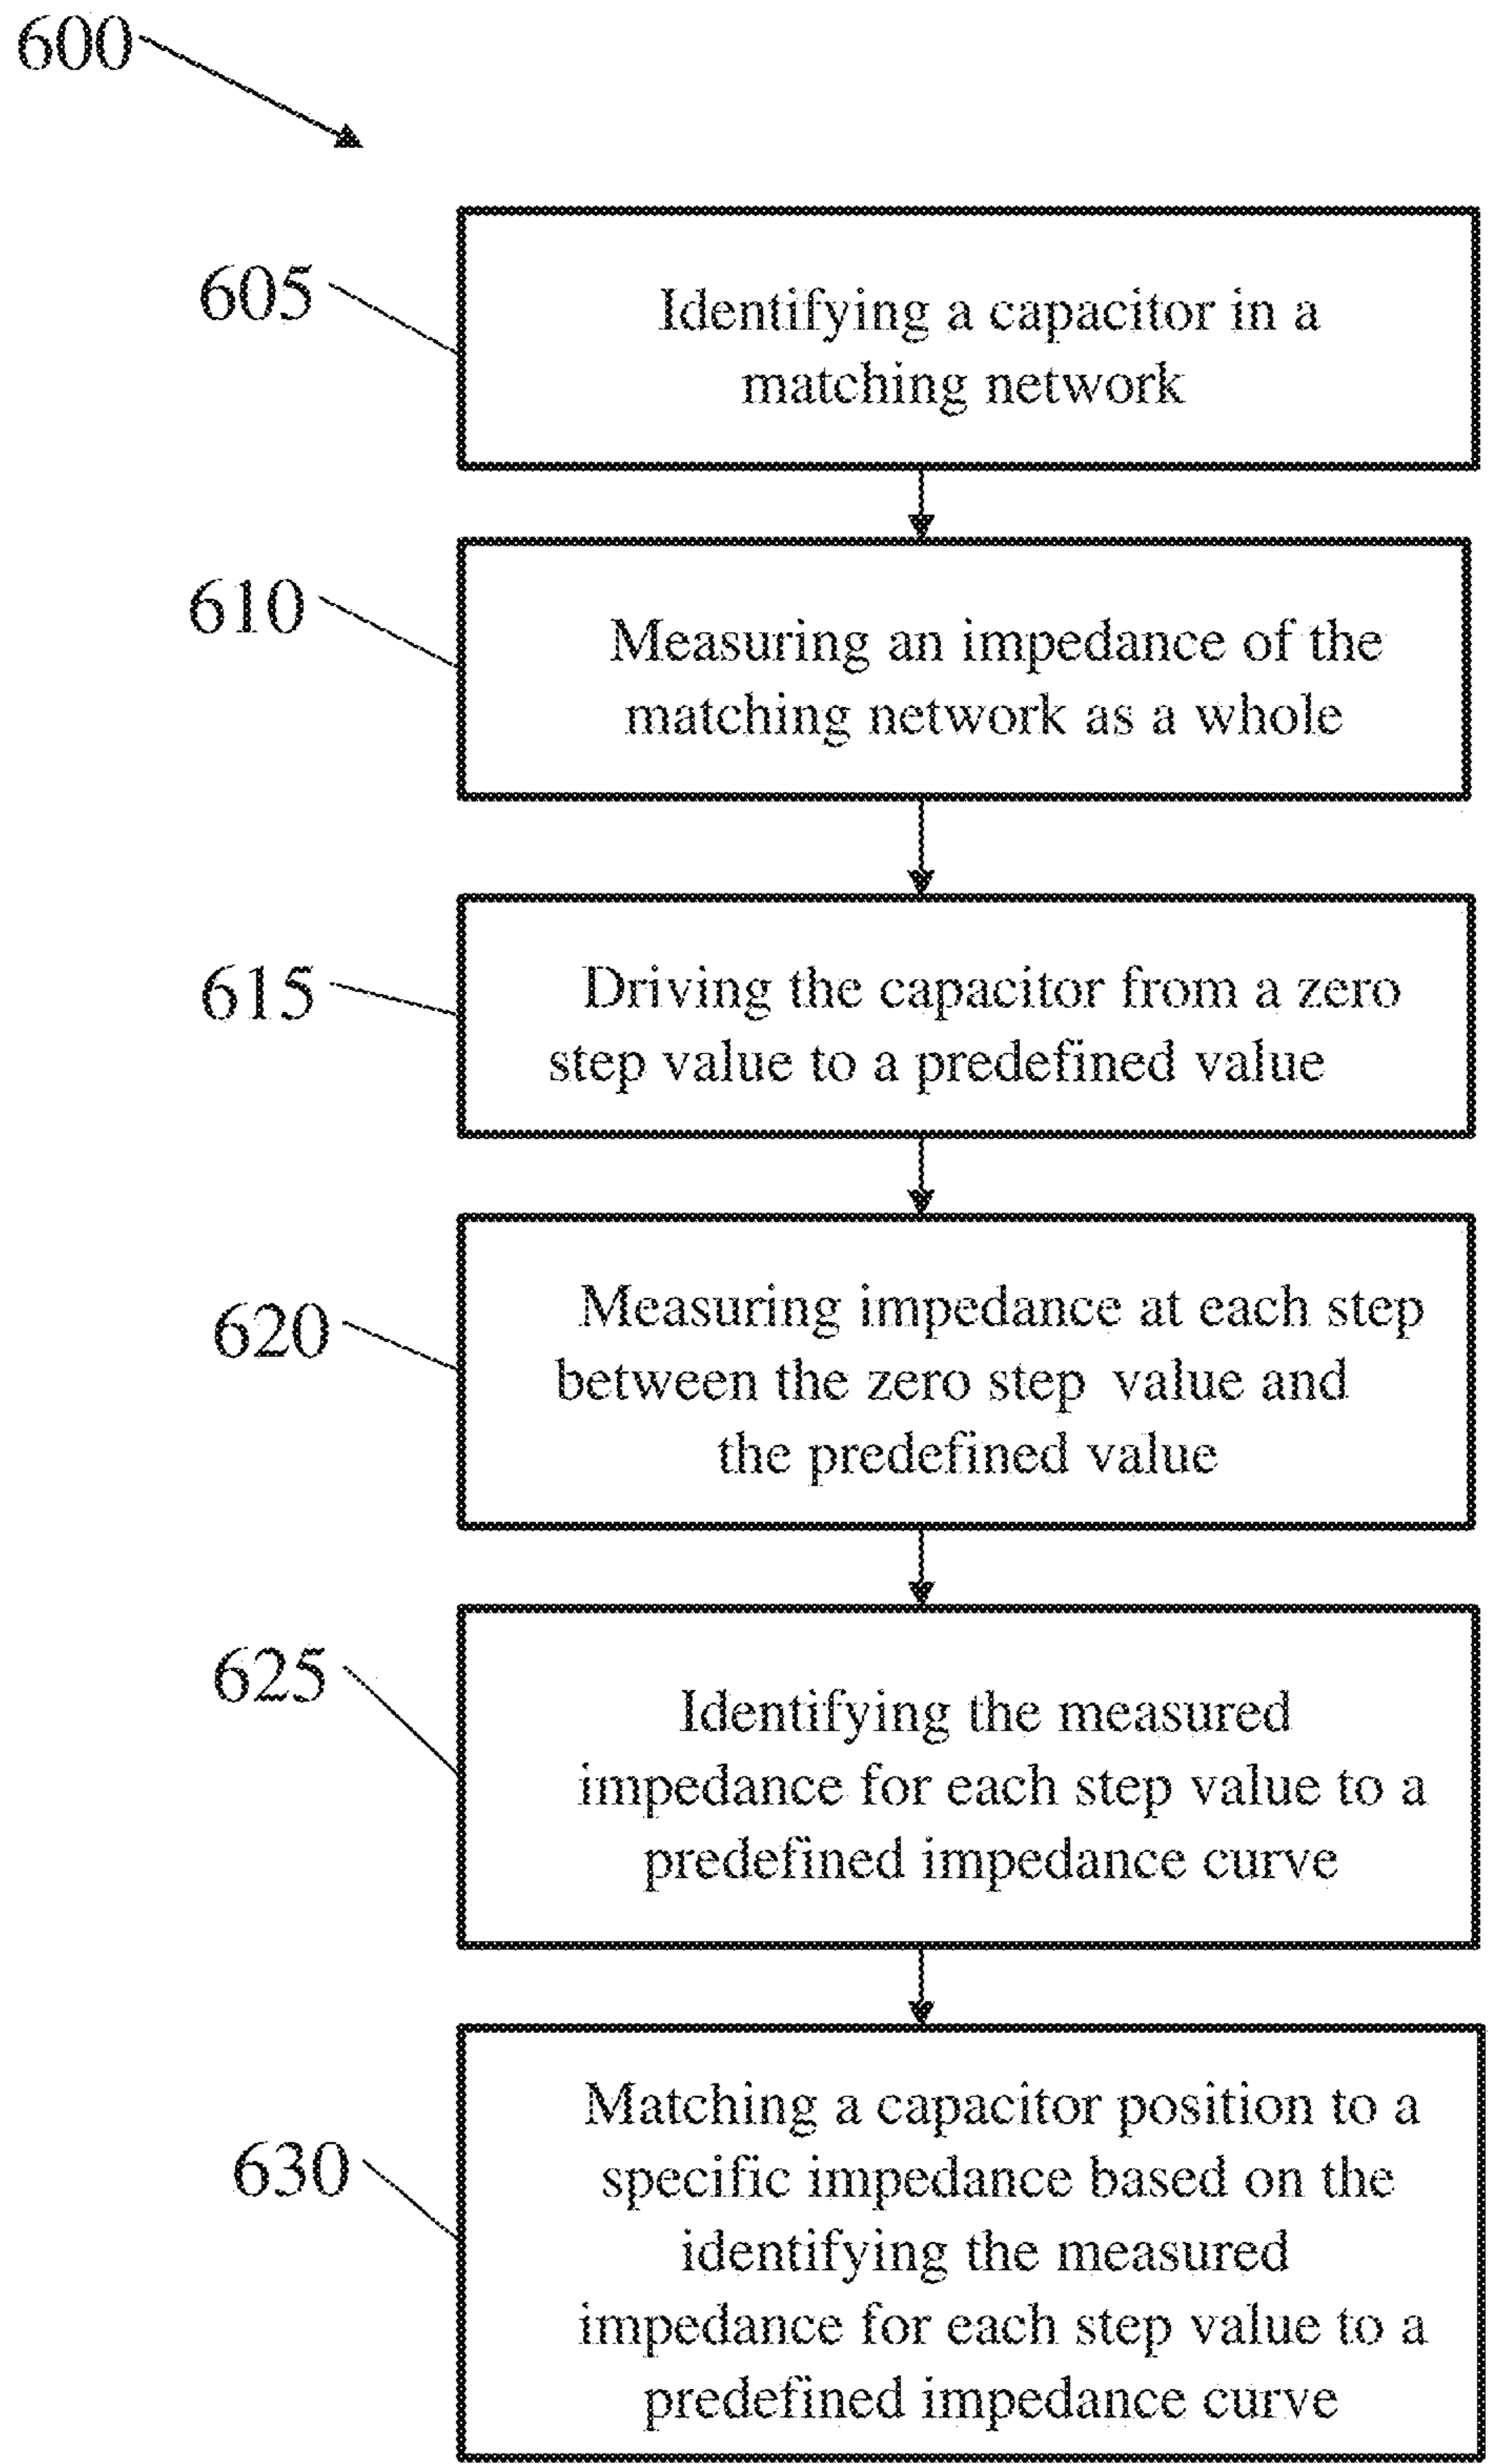 600
605
Identifying a capacitor in a
matching network
610
Measuring an impedance of the
matching network as a whole
615
Driving the capacitor from a zero
step value to a predefined value
620
Measuring impedance at each step
between the zero step value and
the predefined value
625
Identifying the measured
impedance for each step value to a
predefined impedance curve
630
Matching a capacitor position to a
specific impedance based on the
identifying the measured
impedance for each step value to a
predefined impedance curve